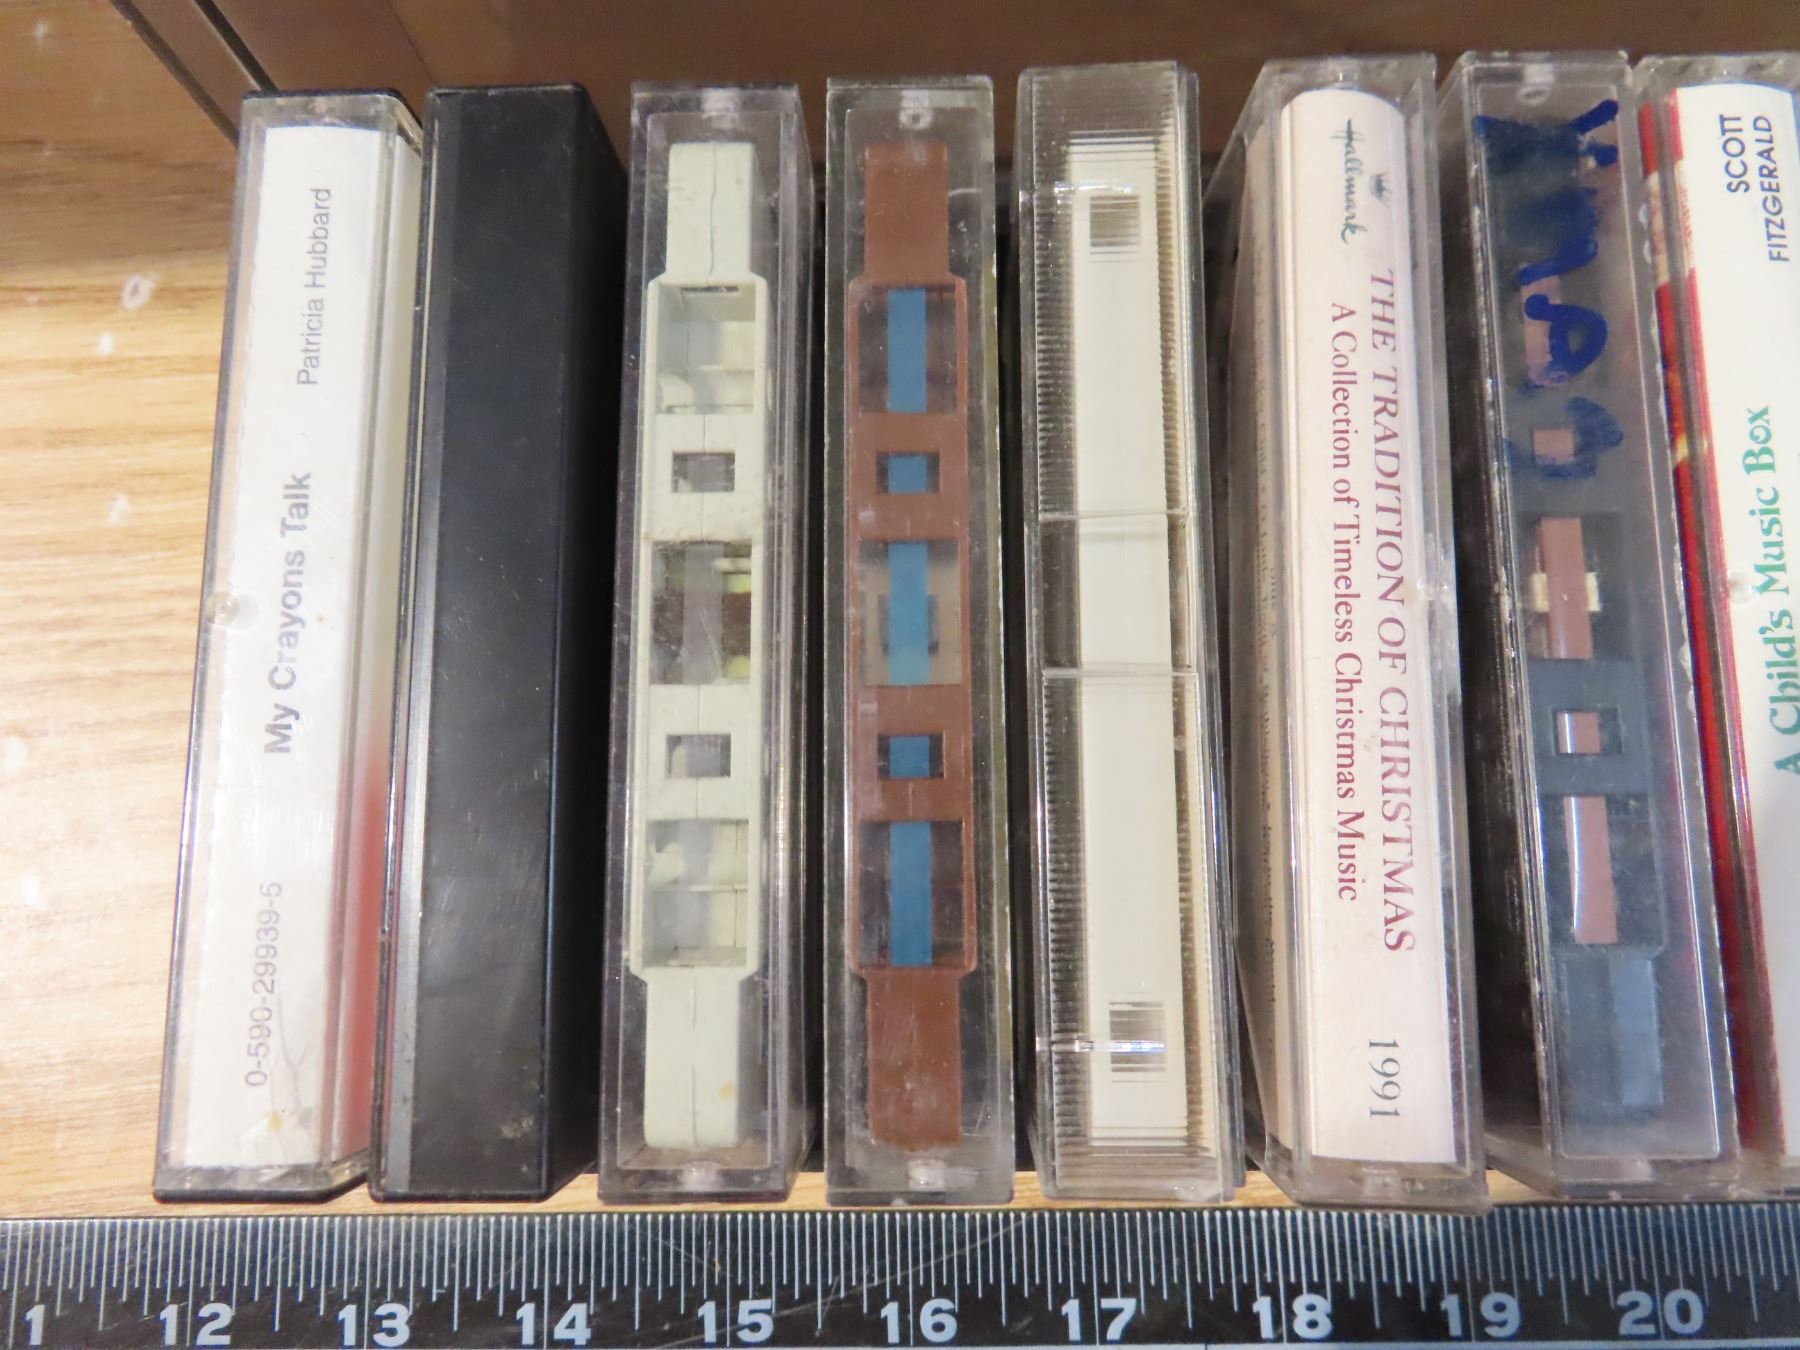 My Crayons Talk
Patricia Hubbard
0-590-29939-5
Hallmark
THE TRADITION OF CHRISTMAS
A Collection of Timeless Christmas Music
1991
SCOTT
FITZGERALD
A Child's Music Box
1 12 13 14 15 16 17 18 19 20